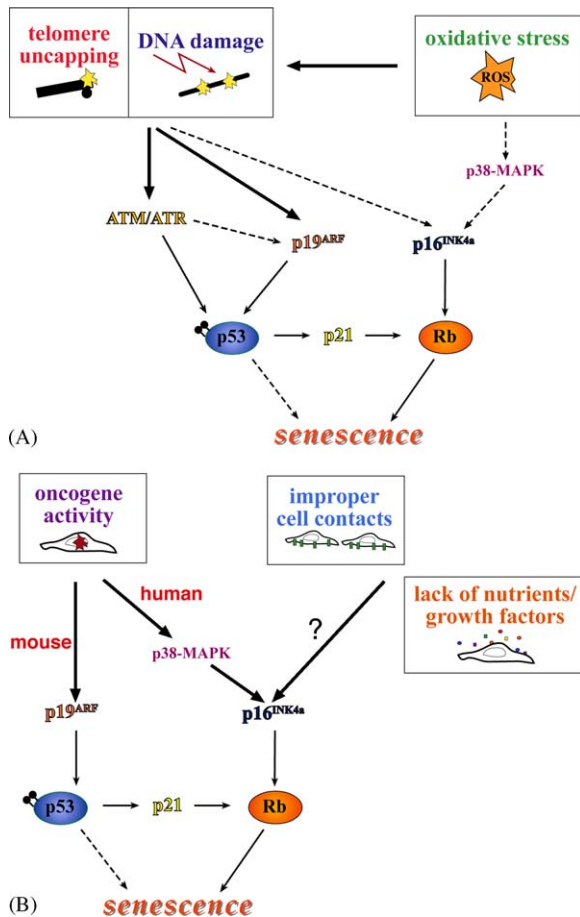 telomere
uncapping
DNA damage
oxidative stress
ROS
p38-MAPK
ATM/ATR
p19ARF
p16INK4a
p53
p21
Rb
senescence
(A)
oncogene
activity
improper
cell contacts
lack of nutrients/
growth factors
human
mouse
?
p38-MAPK
p19ARF
p16INK4a
p53
p21
Rb
senescence
(B)